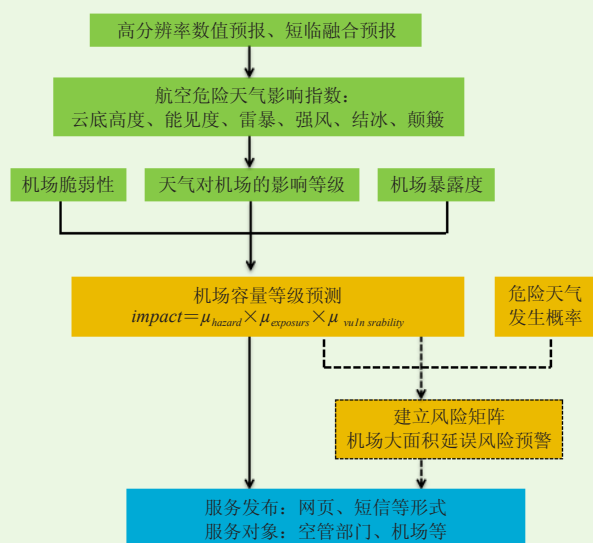 高分辨率数值预报、短临融合预报
航空危险天气影响指数：
云底高度、能见度、雷暴、强风、结冰、颠簸
机场脆弱性
天气对机场的影响等级
机场暴露度
机场容量等级预测
impact=μhazard×μexposurs×μ vu1n srability
危险天气
发生概率
建立风险矩阵
机场大面积延误风险预警
服务发布：网页、短信等形式
服务对象：空管部门、机场等